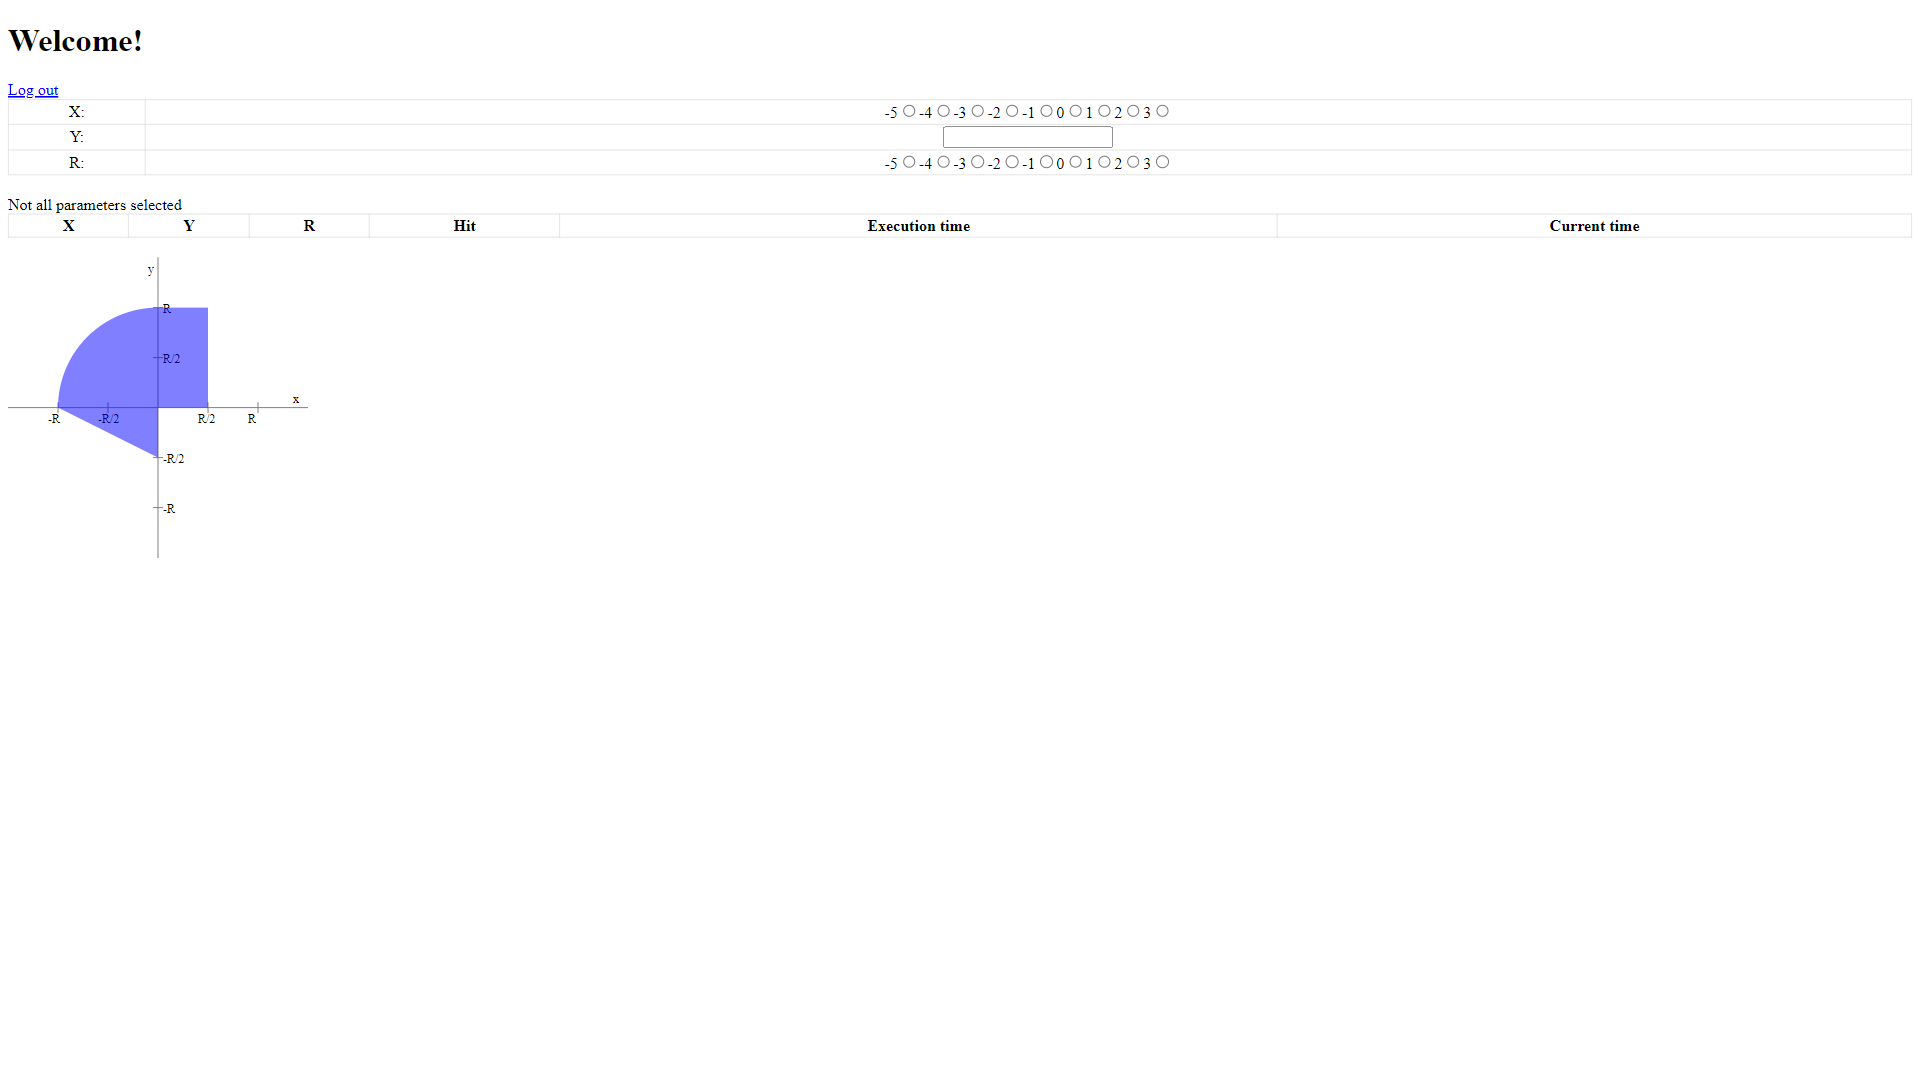 Welcome!
Log out
X: -5 -4 -3 -2 -1 0 1 2 3
Y:
R: -5 -4 -3 -2 -1 0 1 2 3
Not all parameters selected
X Y R Hit Execution time Current time
y
R
R/2
x
-R -R/2 R/2 R
-R/2
-R